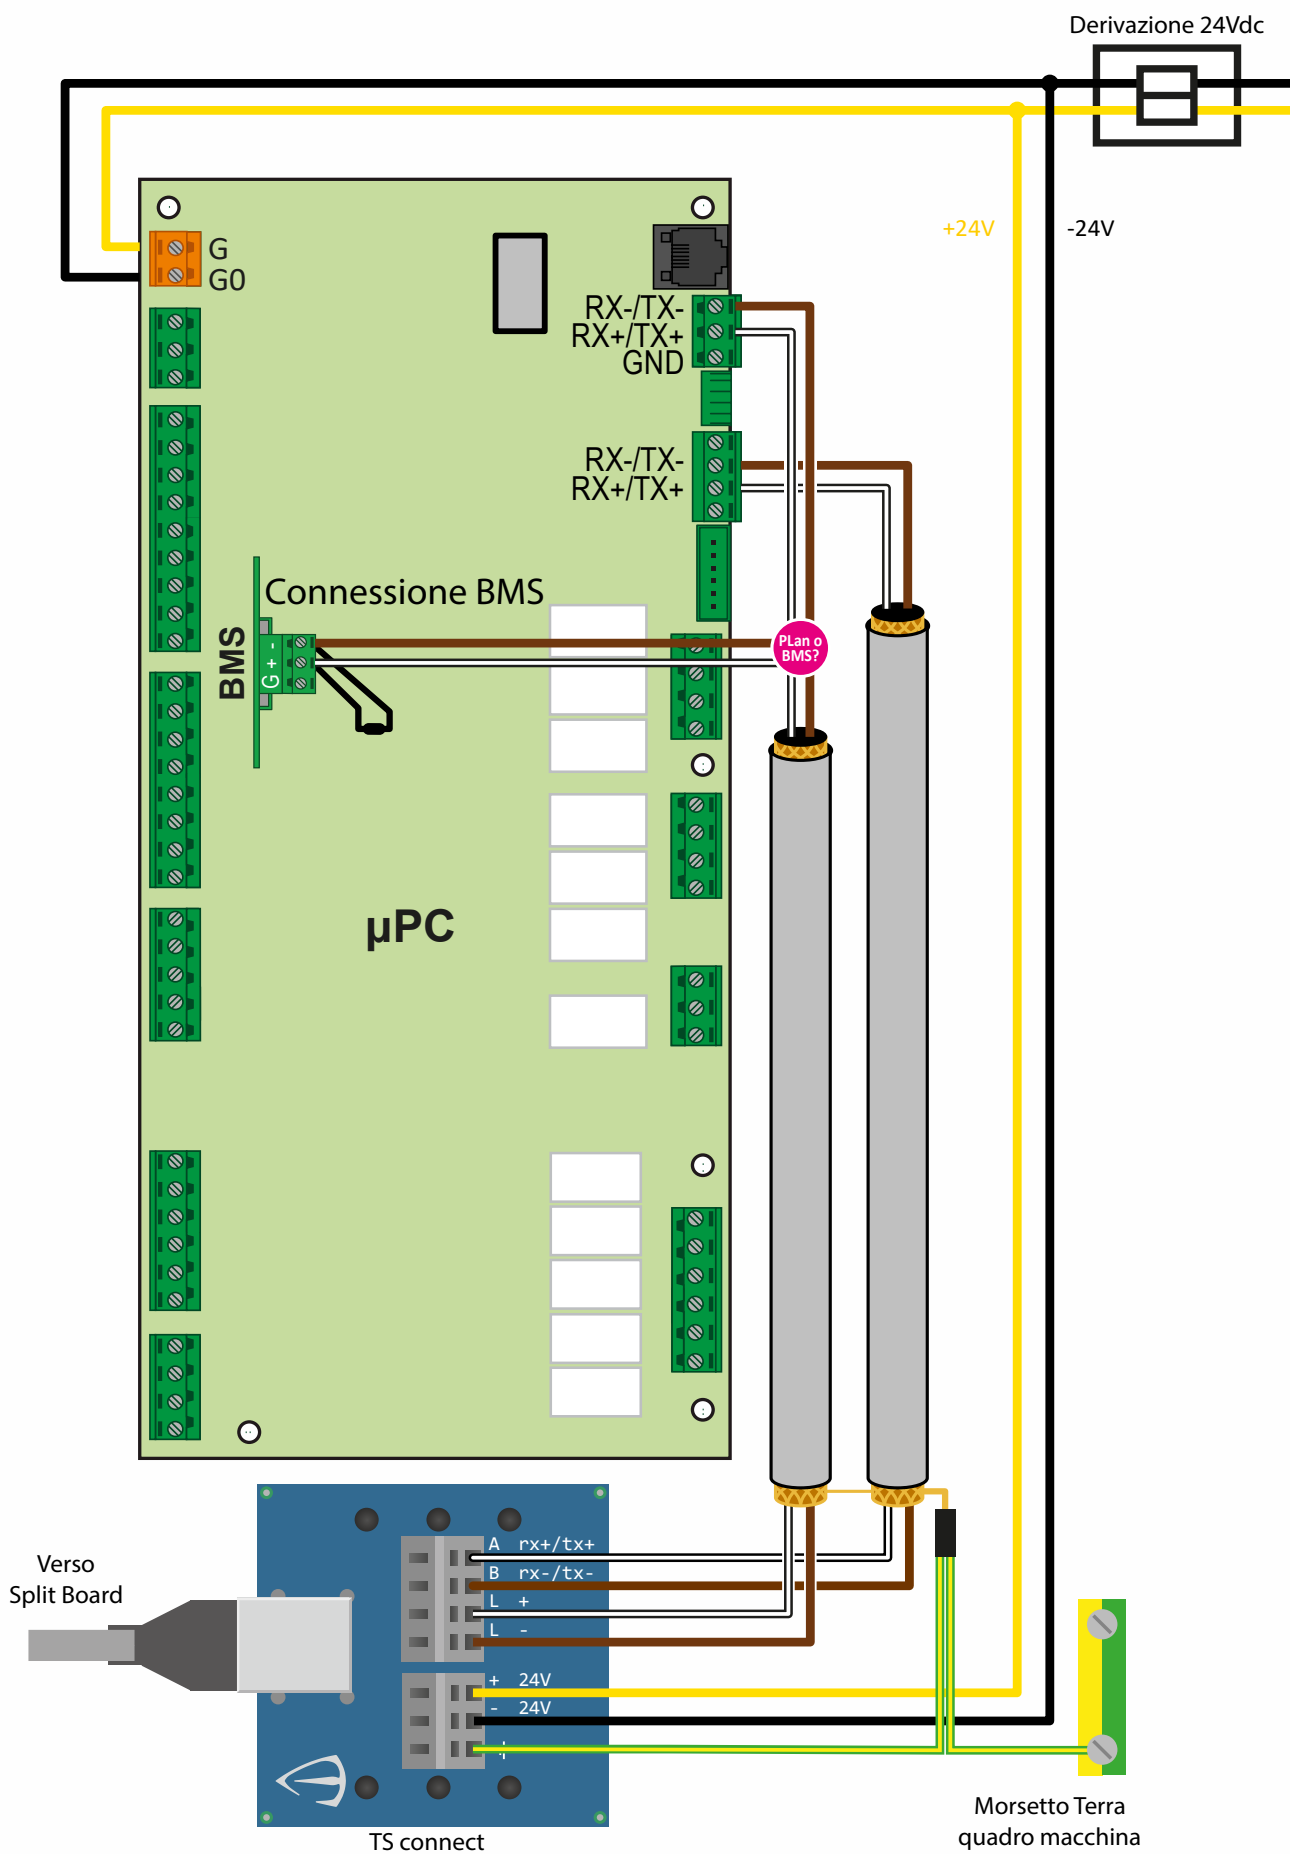 Derivazione 24Vdc
+24V
-24V
G
G0
RX-/TX-
RX+/TX+
GND
RX-/TX-
RX+/TX+
Connessione BMS
BMS
G + -
PLan o
BMS?
µPC
Verso
Split Board
A rx+/tx+
B rx-/tx-
L +
L -
+ 24V
- 24V
TS connect
Morsetto Terra
quadro macchina